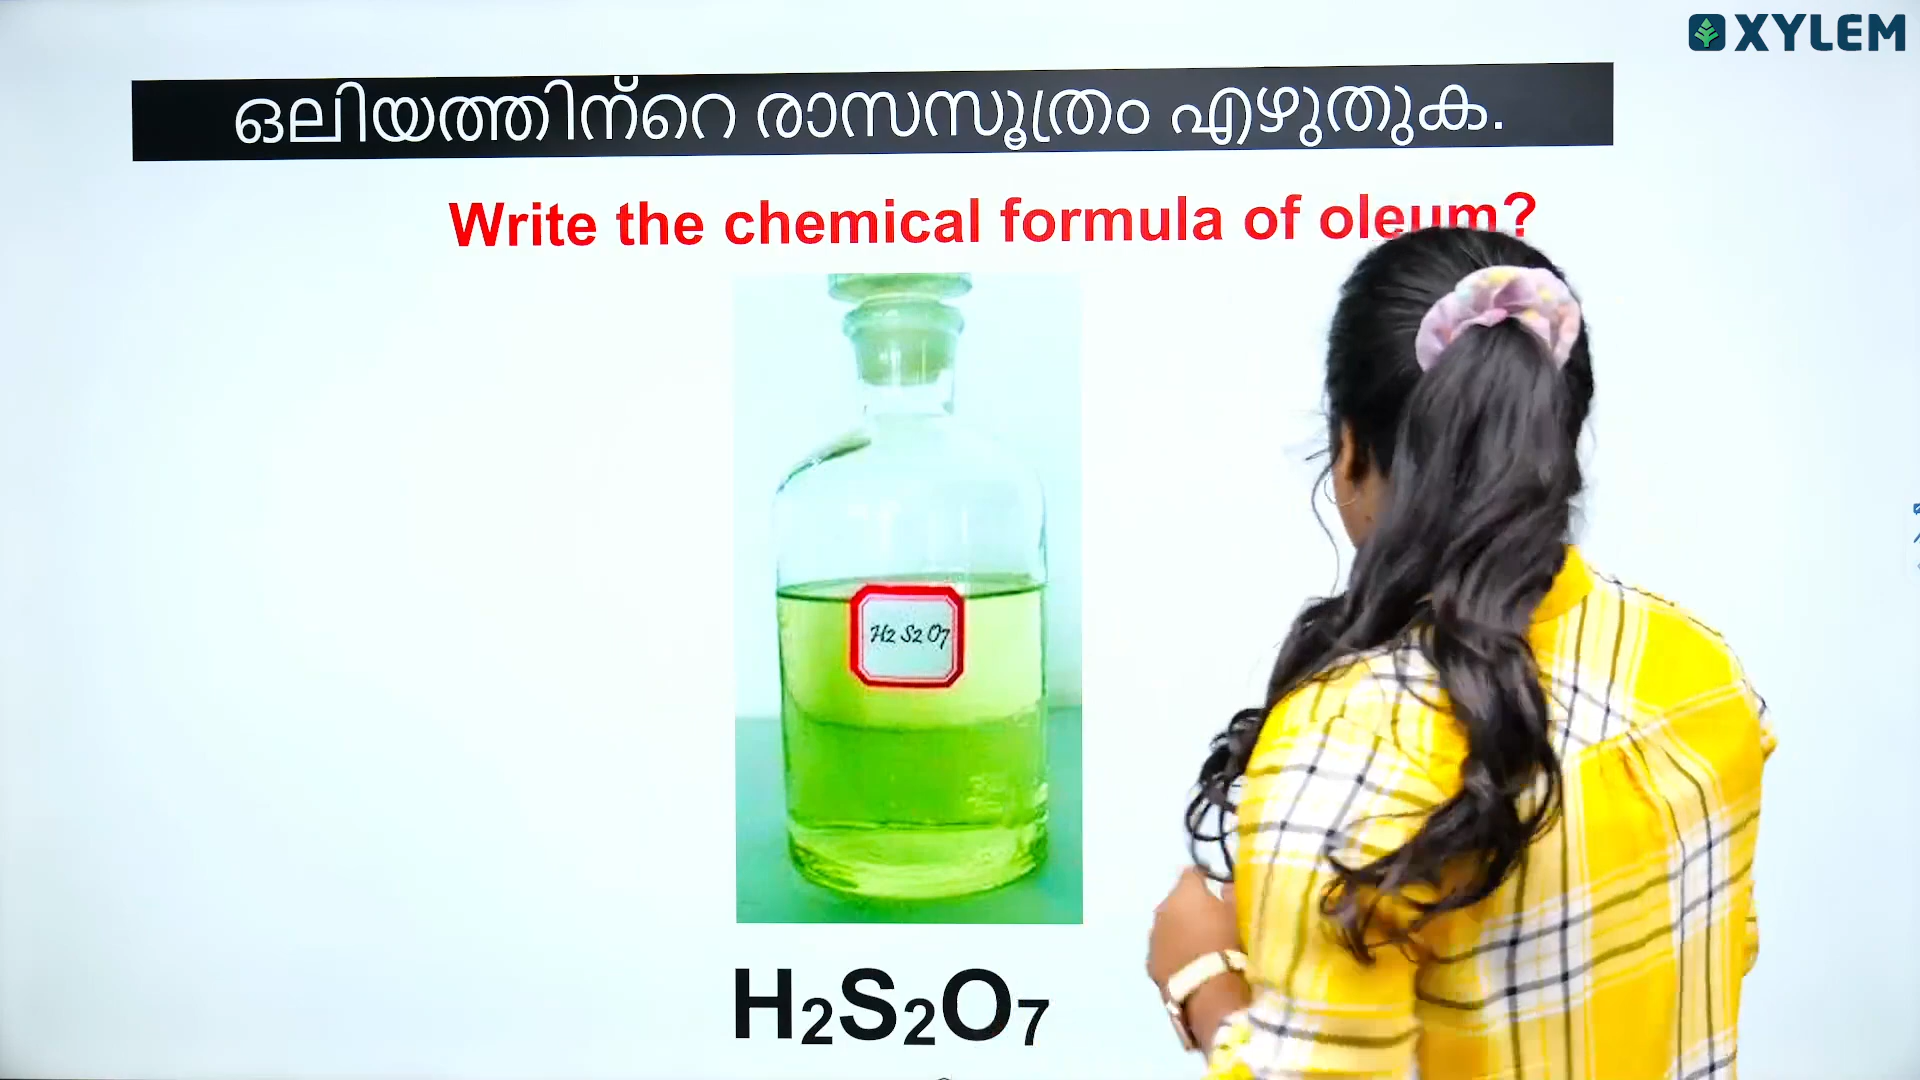 XYLEM
ഒലിയത്തിന്റെ രാസസൂത്രം എഴുതുക.
Write the chemical formula of oleum?
H2 S2 O7
H2S2O7